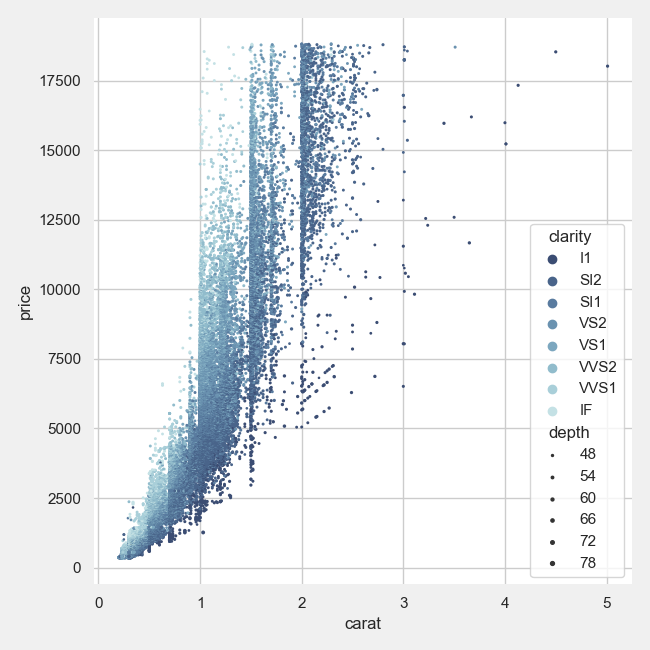 17500
15000
12500
10000
7500
5000
2500
0
price
0 1 2 3 4 5
carat
clarity
I1
SI2
SI1
VS2
VS1
VVS2
VVS1
IF
depth
48
54
60
66
72
78